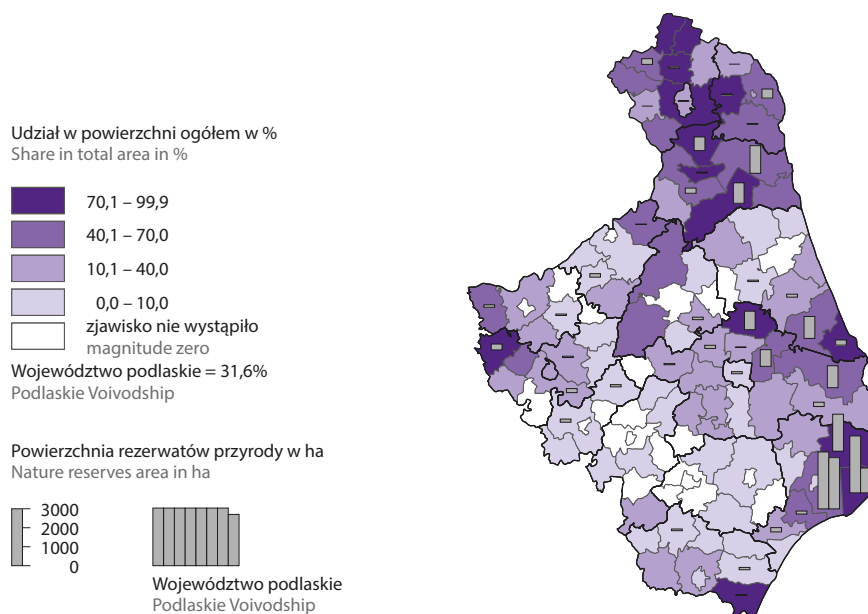 Udział w powierzchni ogółem w %
Share in total area in %
70,1 – 99,9
40,1 – 70,0
10,1 – 40,0
0,0 – 10,0
zjawisko nie wystąpiło
magnitude zero
Województwo podlaskie = 31,6%
Podlaskie Voivodship
Powierzchnia rezerwatów przyrody w ha
Nature reserves area in ha
3000
2000
1000
0
Województwo podlaskie
Podlaskie Voivodship